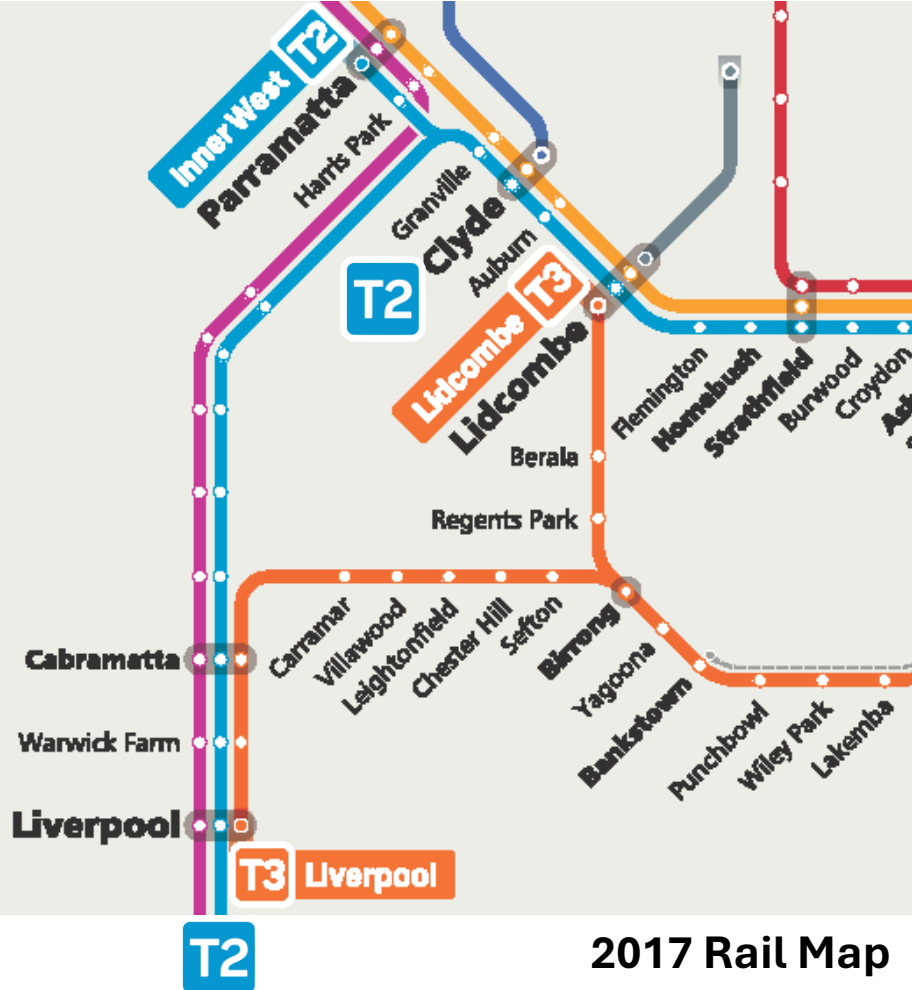 T2
Inner West
Parramatta
Harris Park
Granville
Clyde
Auburn
T2
T3
Lidcombe
Lidcombe
Flemington
Homebush
Strathfield
Burwood
Croydon
Berala
Regents Park
Carramar
Villawood
Leightonfield
Chester Hill
Sefton
Birrong
Yagoona
Bankstown
Punchbowl
Wiley Park
Lakemba
Cabramatta
Warwick Farm
Liverpool
T3 Liverpool
T2
2017 Rail Map